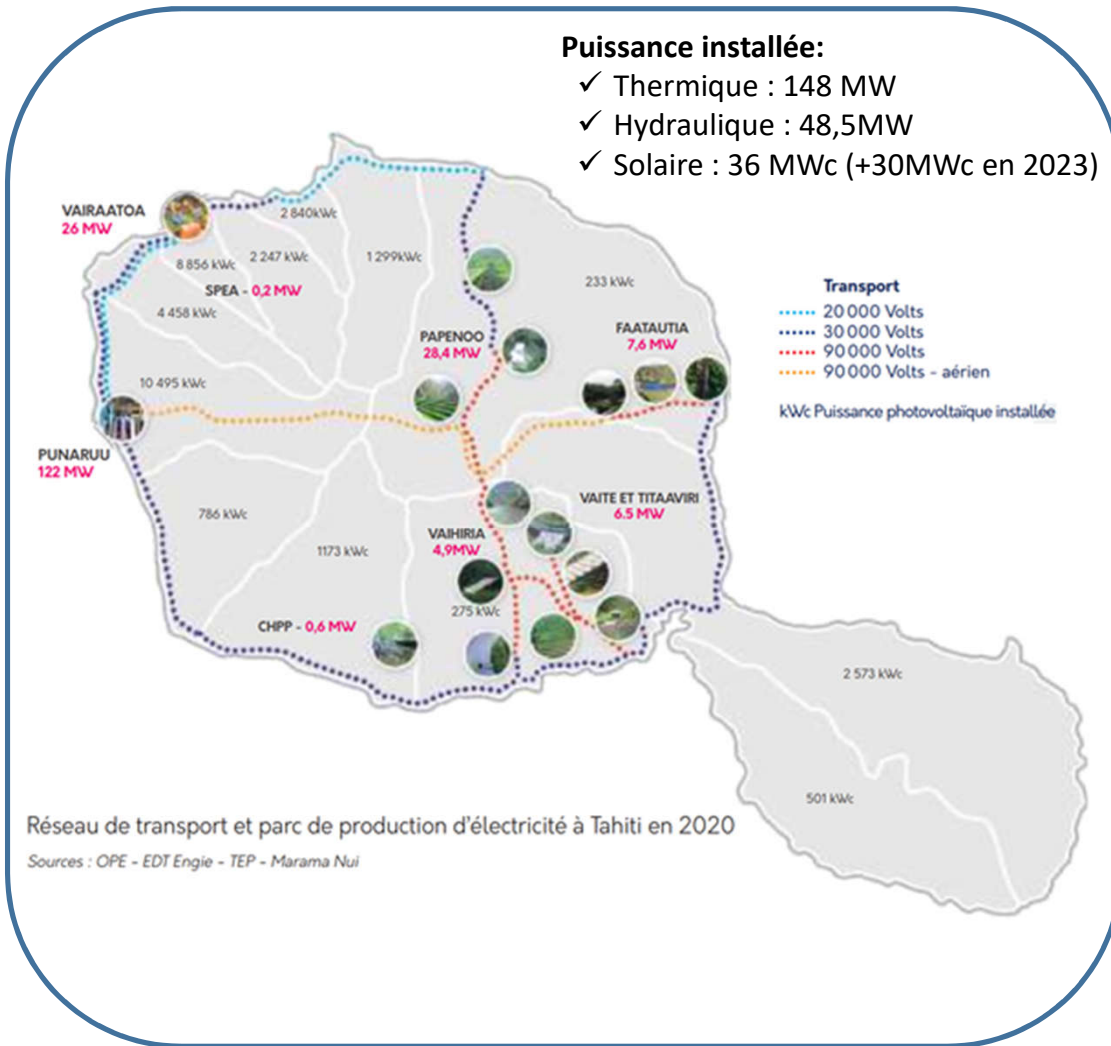 Puissance installée:
✓ Thermique : 148 MW
✓ Hydraulique : 48,5MW
✓ Solaire : 36 MWc (+30MWc en 2023)
VAIRAATOA
26 MW
2 840kWc
2 247 kWc
8 856 kWc
SPEA - 0,2 MW
4 458 kWc
1 299kWc
233 kWc
PAPENOO
28,4 MW
FAATAUTIA
7,6 MW
Transport
20 000 Volts
30 000 Volts
90 000 Volts
90 000 Volts - aérien
kWc Puissance photovoltaïque installée
10 495 kWc
PUNARUU
122 MW
786 kWc
1173 kWc
VAIHIRIA
4,9MW
VAITE ET TITAAVIRI
6.5 MW
275 kWc
CHPP - 0,6 MW
2 573 kWc
501 kWc
Réseau de transport et parc de production d'électricité à Tahiti en 2020
Sources : OPE - EDT Engie - TEP - Marama Nui